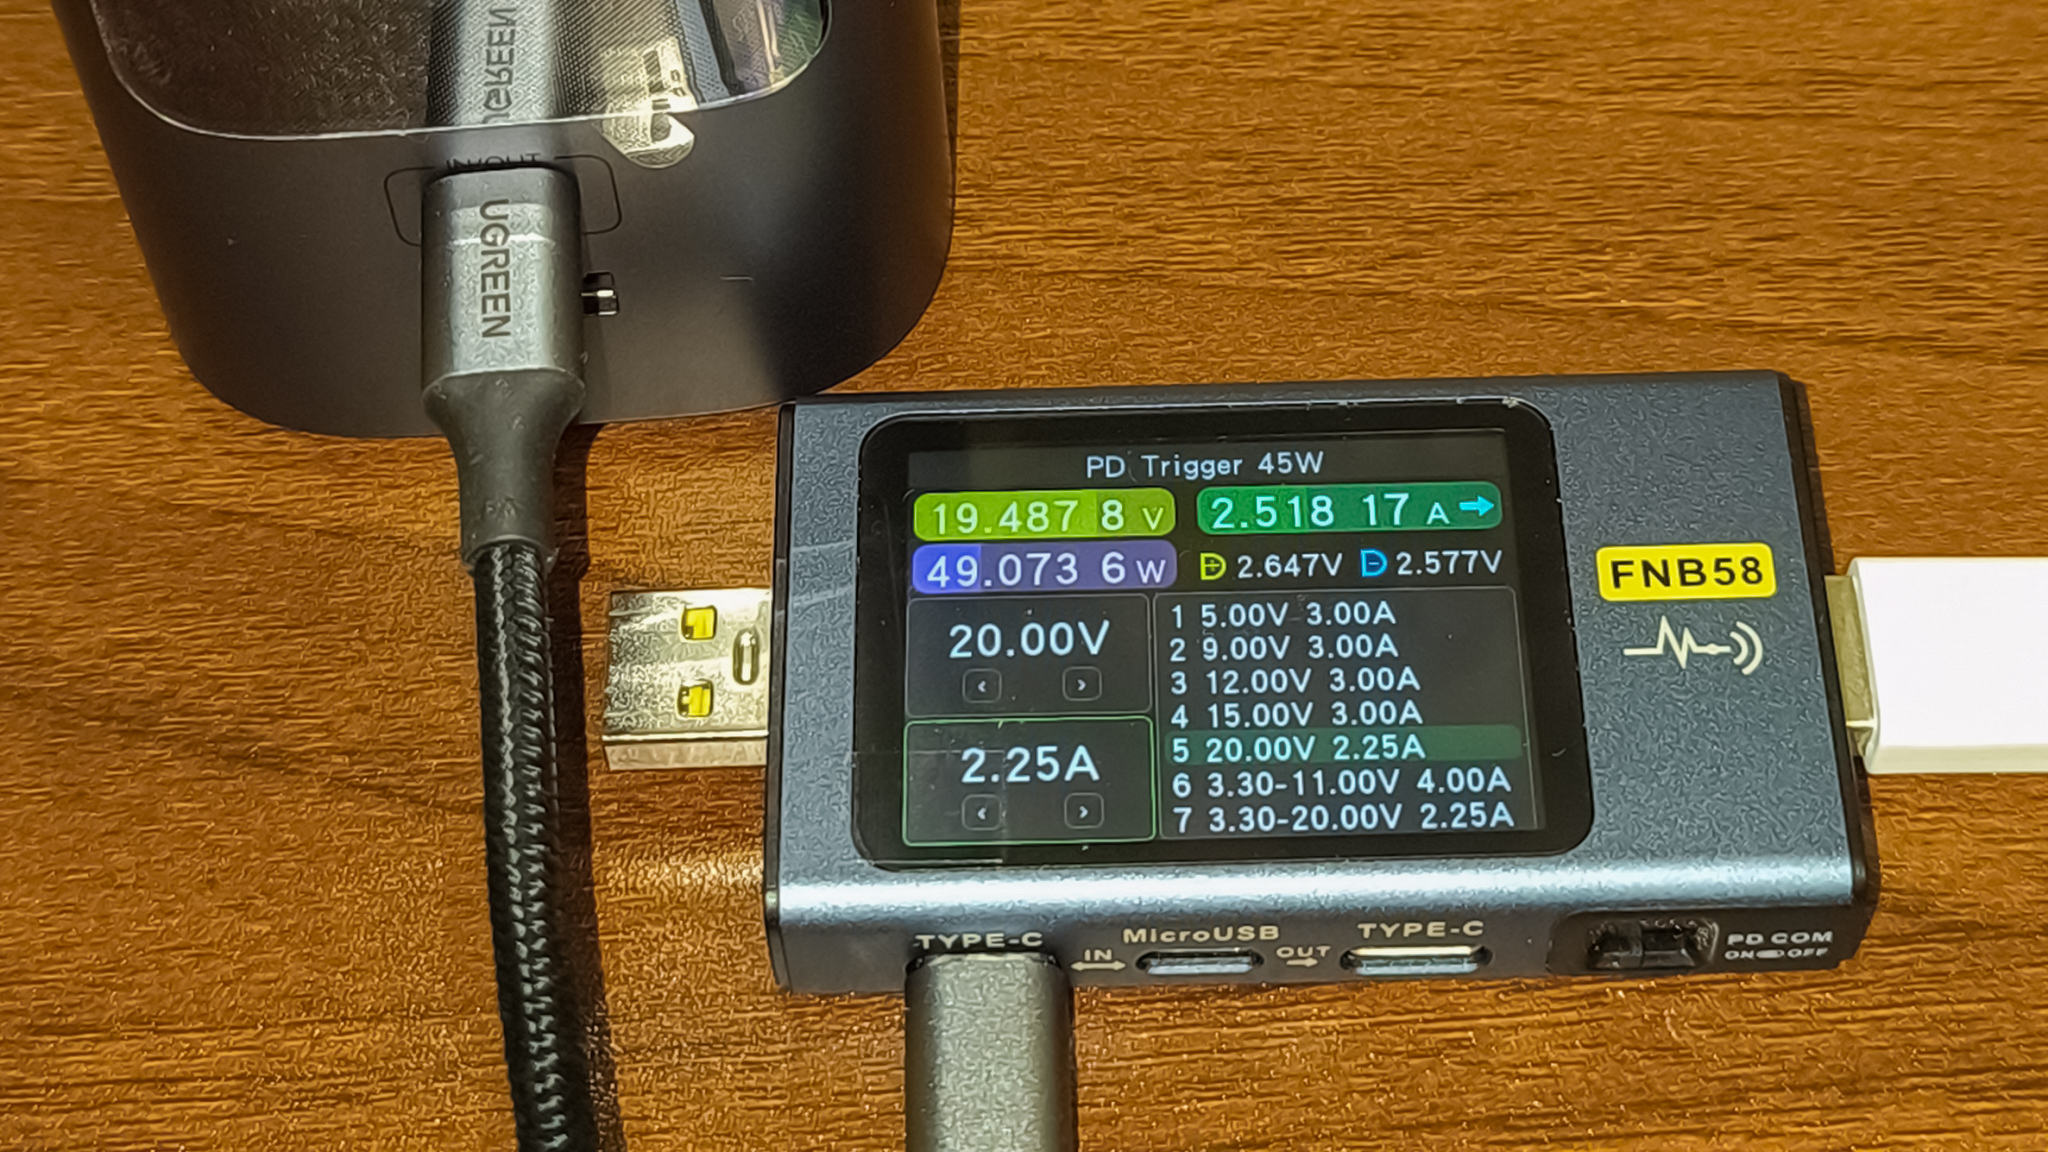 UGREEN
IN/OUT
UGREEN
PD Trigger 45W
19.487 8 V
2.518 17 A
49.073 6 W
D+ 2.647V D- 2.577V
20.00V
‹ ›
2.25A
‹ ›
1 5.00V 3.00A
2 9.00V 3.00A
3 12.00V 3.00A
4 15.00V 3.00A
5 20.00V 2.25A
6 3.30-11.00V 4.00A
7 3.30-20.00V 2.25A
FNB58
TYPE-C
IN
MicroUSB
OUT
TYPE-C
PD COM
ON OFF